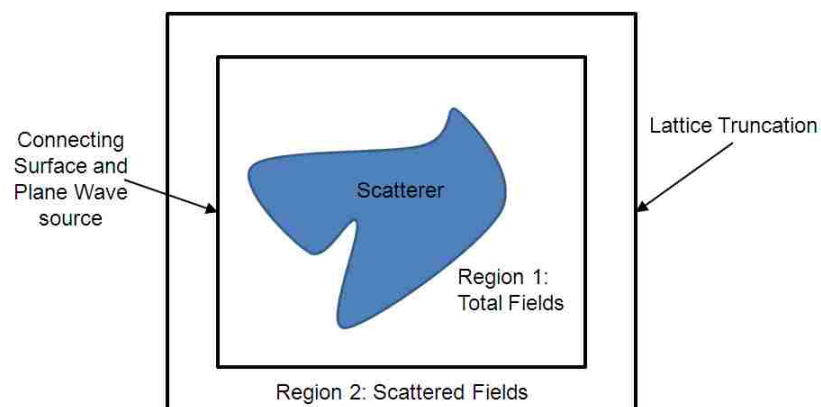 Connecting
Surface and
Plane Wave
source
Scatterer
Lattice Truncation
Region 1:
Total Fields
Region 2: Scattered Fields